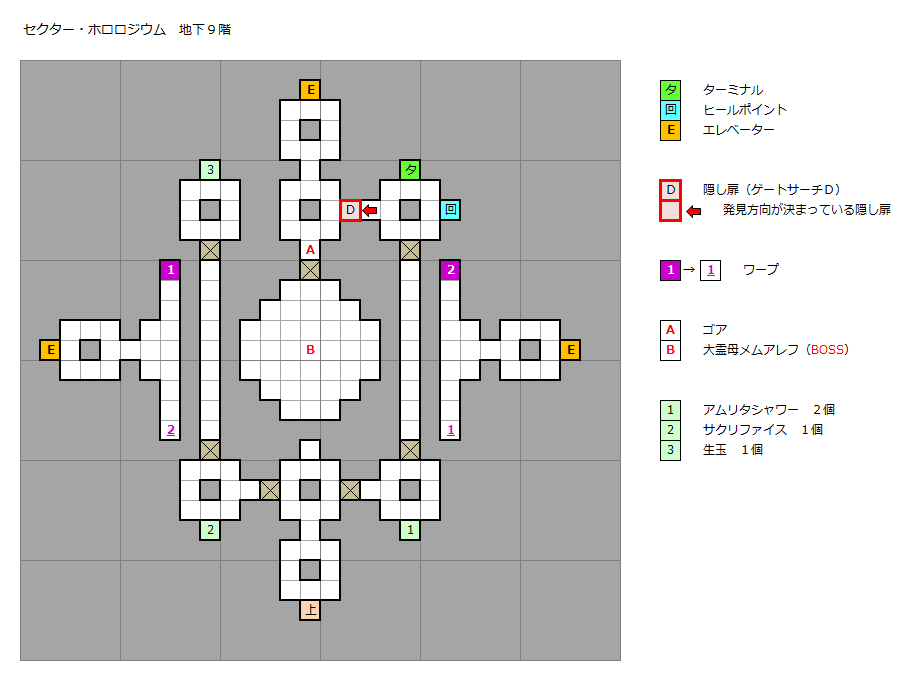 セクター・ホロロジウム 地下９階
E
タ
3
D
回
A
1
2
E
B
E
2
1
2
1
上
タ ターミナル
回 ヒールポイント
E エレベーター
D 隠し扉（ゲートサーチＤ）
発見方向が決まっている隠し扉
1→1 ワープ
A ゴア
B 大霊母メムアレフ（BOSS）
1 アムリタシャワー ２個
2 サクリファイス １個
3 生玉 １個